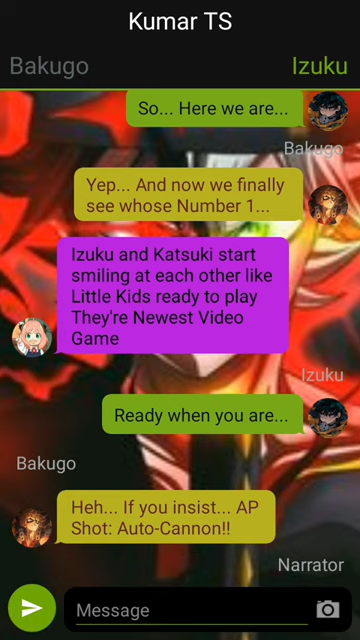 Kumar TS
Bakugo
Izuku
So... Here we are...
Bakugo
Yep... And now we finally
see whose Number 1...
Izuku and Katsuki start
smiling at each other like
Little Kids ready to play
They're Newest Video
Game
Izuku
Ready when you are...
Bakugo
Heh... If you insist... AP
Shot: Auto-Cannon!!
Narrator
Message